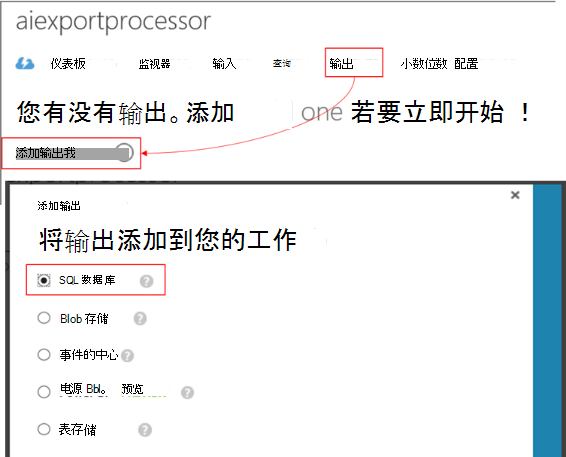 aiexportprocessor
仪表板 监视器 输入 查询 输出 小数位数 配置
您有没有输出。添加 one 若要立即开始 ！
添加输出我
添加输出
将输出添加到您的工作
SQL 数据库
Blob 存储
事件的中心
电源 BbI。 预览
表存储